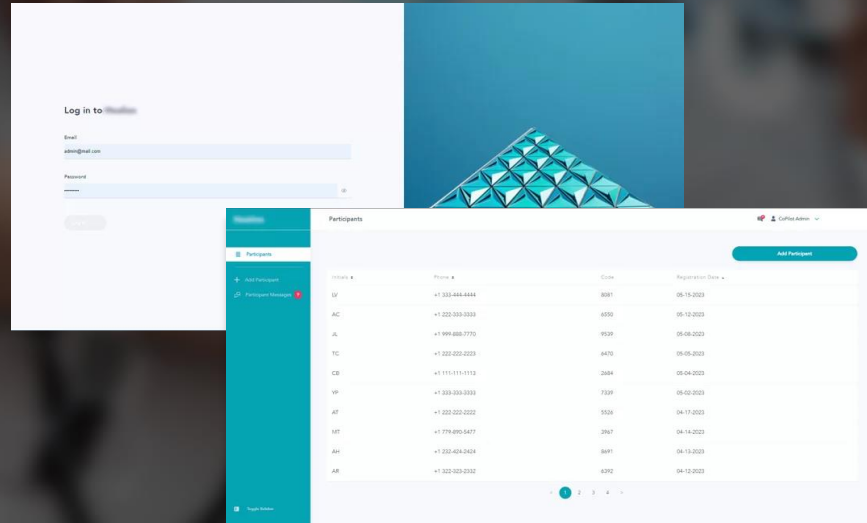 Log in to
Email
admin@mail.com
Password
Participants
CoPilot Admin
Participants
Add Participant
Add Participant
Participant Messages
Initials Phone Code Registration Date
LV +1 333-444-4444 8081 05-15-2023
AC +1 222-333-3333 6550 05-12-2023
JL +1 999-888-7770 9539 05-08-2023
TC +1 222-222-2223 6470 05-05-2023
CB +1 111-111-1113 2684 05-04-2023
YF +1 333-333-3333 7339 05-02-2023
AT +1 222-222-2222 5526 04-17-2023
MT +1 779-890-5477 3967 04-14-2023
AH +1 232-424-2424 8691 04-13-2023
AR +1 322-323-2332 6392 04-12-2023
1 2 3 4
Toggle Sidebar